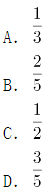 A. 1/3
B. 2/5
C. 1/2
D. 3/5